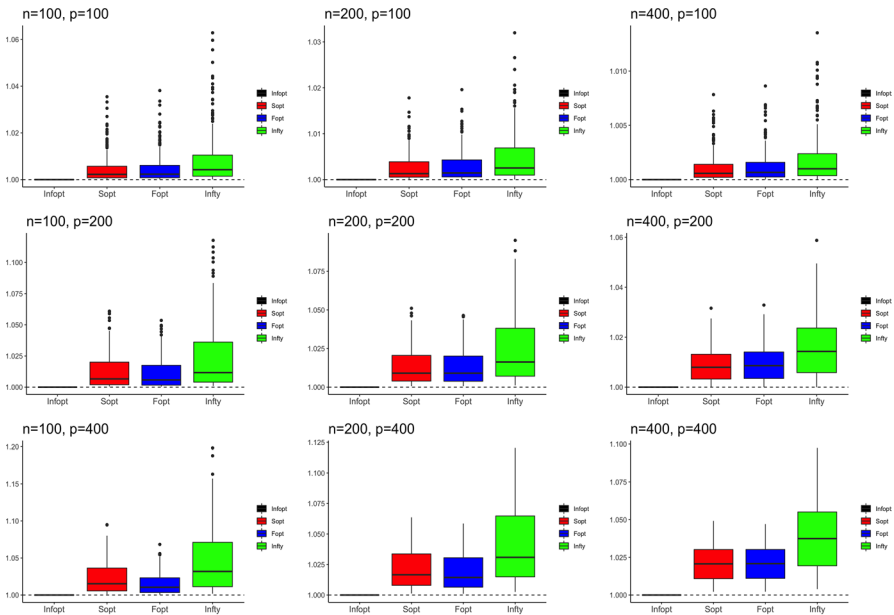 n=100, p=100
1.06
1.04
1.02
1.00
Infopt
Sopt
Fopt
Infty
Infopt
Sopt
Fopt
Infty
n=200, p=100
1.03
1.02
1.01
1.00
Infopt
Sopt
Fopt
Infty
Infopt
Sopt
Fopt
Infty
n=400, p=100
1.010
1.005
1.000
Infopt
Sopt
Fopt
Infty
Infopt
Sopt
Fopt
Infty
n=100, p=200
1.100
1.075
1.050
1.025
1.000
Infopt
Sopt
Fopt
Infty
Infopt
Sopt
Fopt
Infty
n=200, p=200
1.075
1.050
1.025
1.000
Infopt
Sopt
Fopt
Infty
Infopt
Sopt
Fopt
Infty
n=400, p=200
1.06
1.04
1.02
1.00
Infopt
Sopt
Fopt
Infty
Infopt
Sopt
Fopt
Infty
n=100, p=400
1.20
1.15
1.10
1.05
1.00
Infopt
Sopt
Fopt
Infty
Infopt
Sopt
Fopt
Infty
n=200, p=400
1.125
1.100
1.075
1.050
1.025
1.000
Infopt
Sopt
Fopt
Infty
Infopt
Sopt
Fopt
Infty
n=400, p=400
1.100
1.075
1.050
1.025
1.000
Infopt
Sopt
Fopt
Infty
Infopt
Sopt
Fopt
Infty